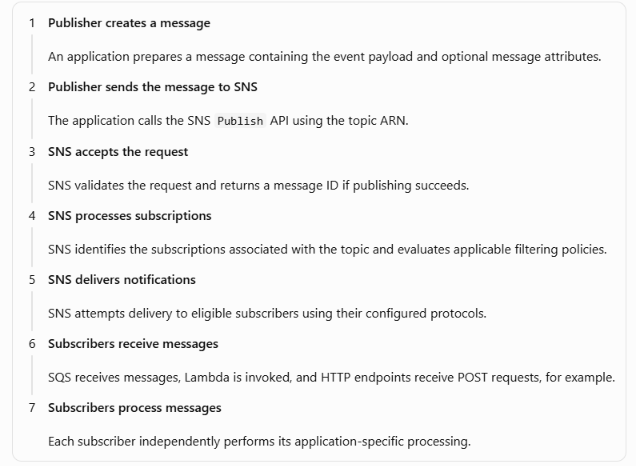 1 Publisher creates a message
An application prepares a message containing the event payload and optional message attributes.
2 Publisher sends the message to SNS
The application calls the SNS Publish API using the topic ARN.
3 SNS accepts the request
SNS validates the request and returns a message ID if publishing succeeds.
4 SNS processes subscriptions
SNS identifies the subscriptions associated with the topic and evaluates applicable filtering policies.
5 SNS delivers notifications
SNS attempts delivery to eligible subscribers using their configured protocols.
6 Subscribers receive messages
SQS receives messages, Lambda is invoked, and HTTP endpoints receive POST requests, for example.
7 Subscribers process messages
Each subscriber independently performs its application-specific processing.